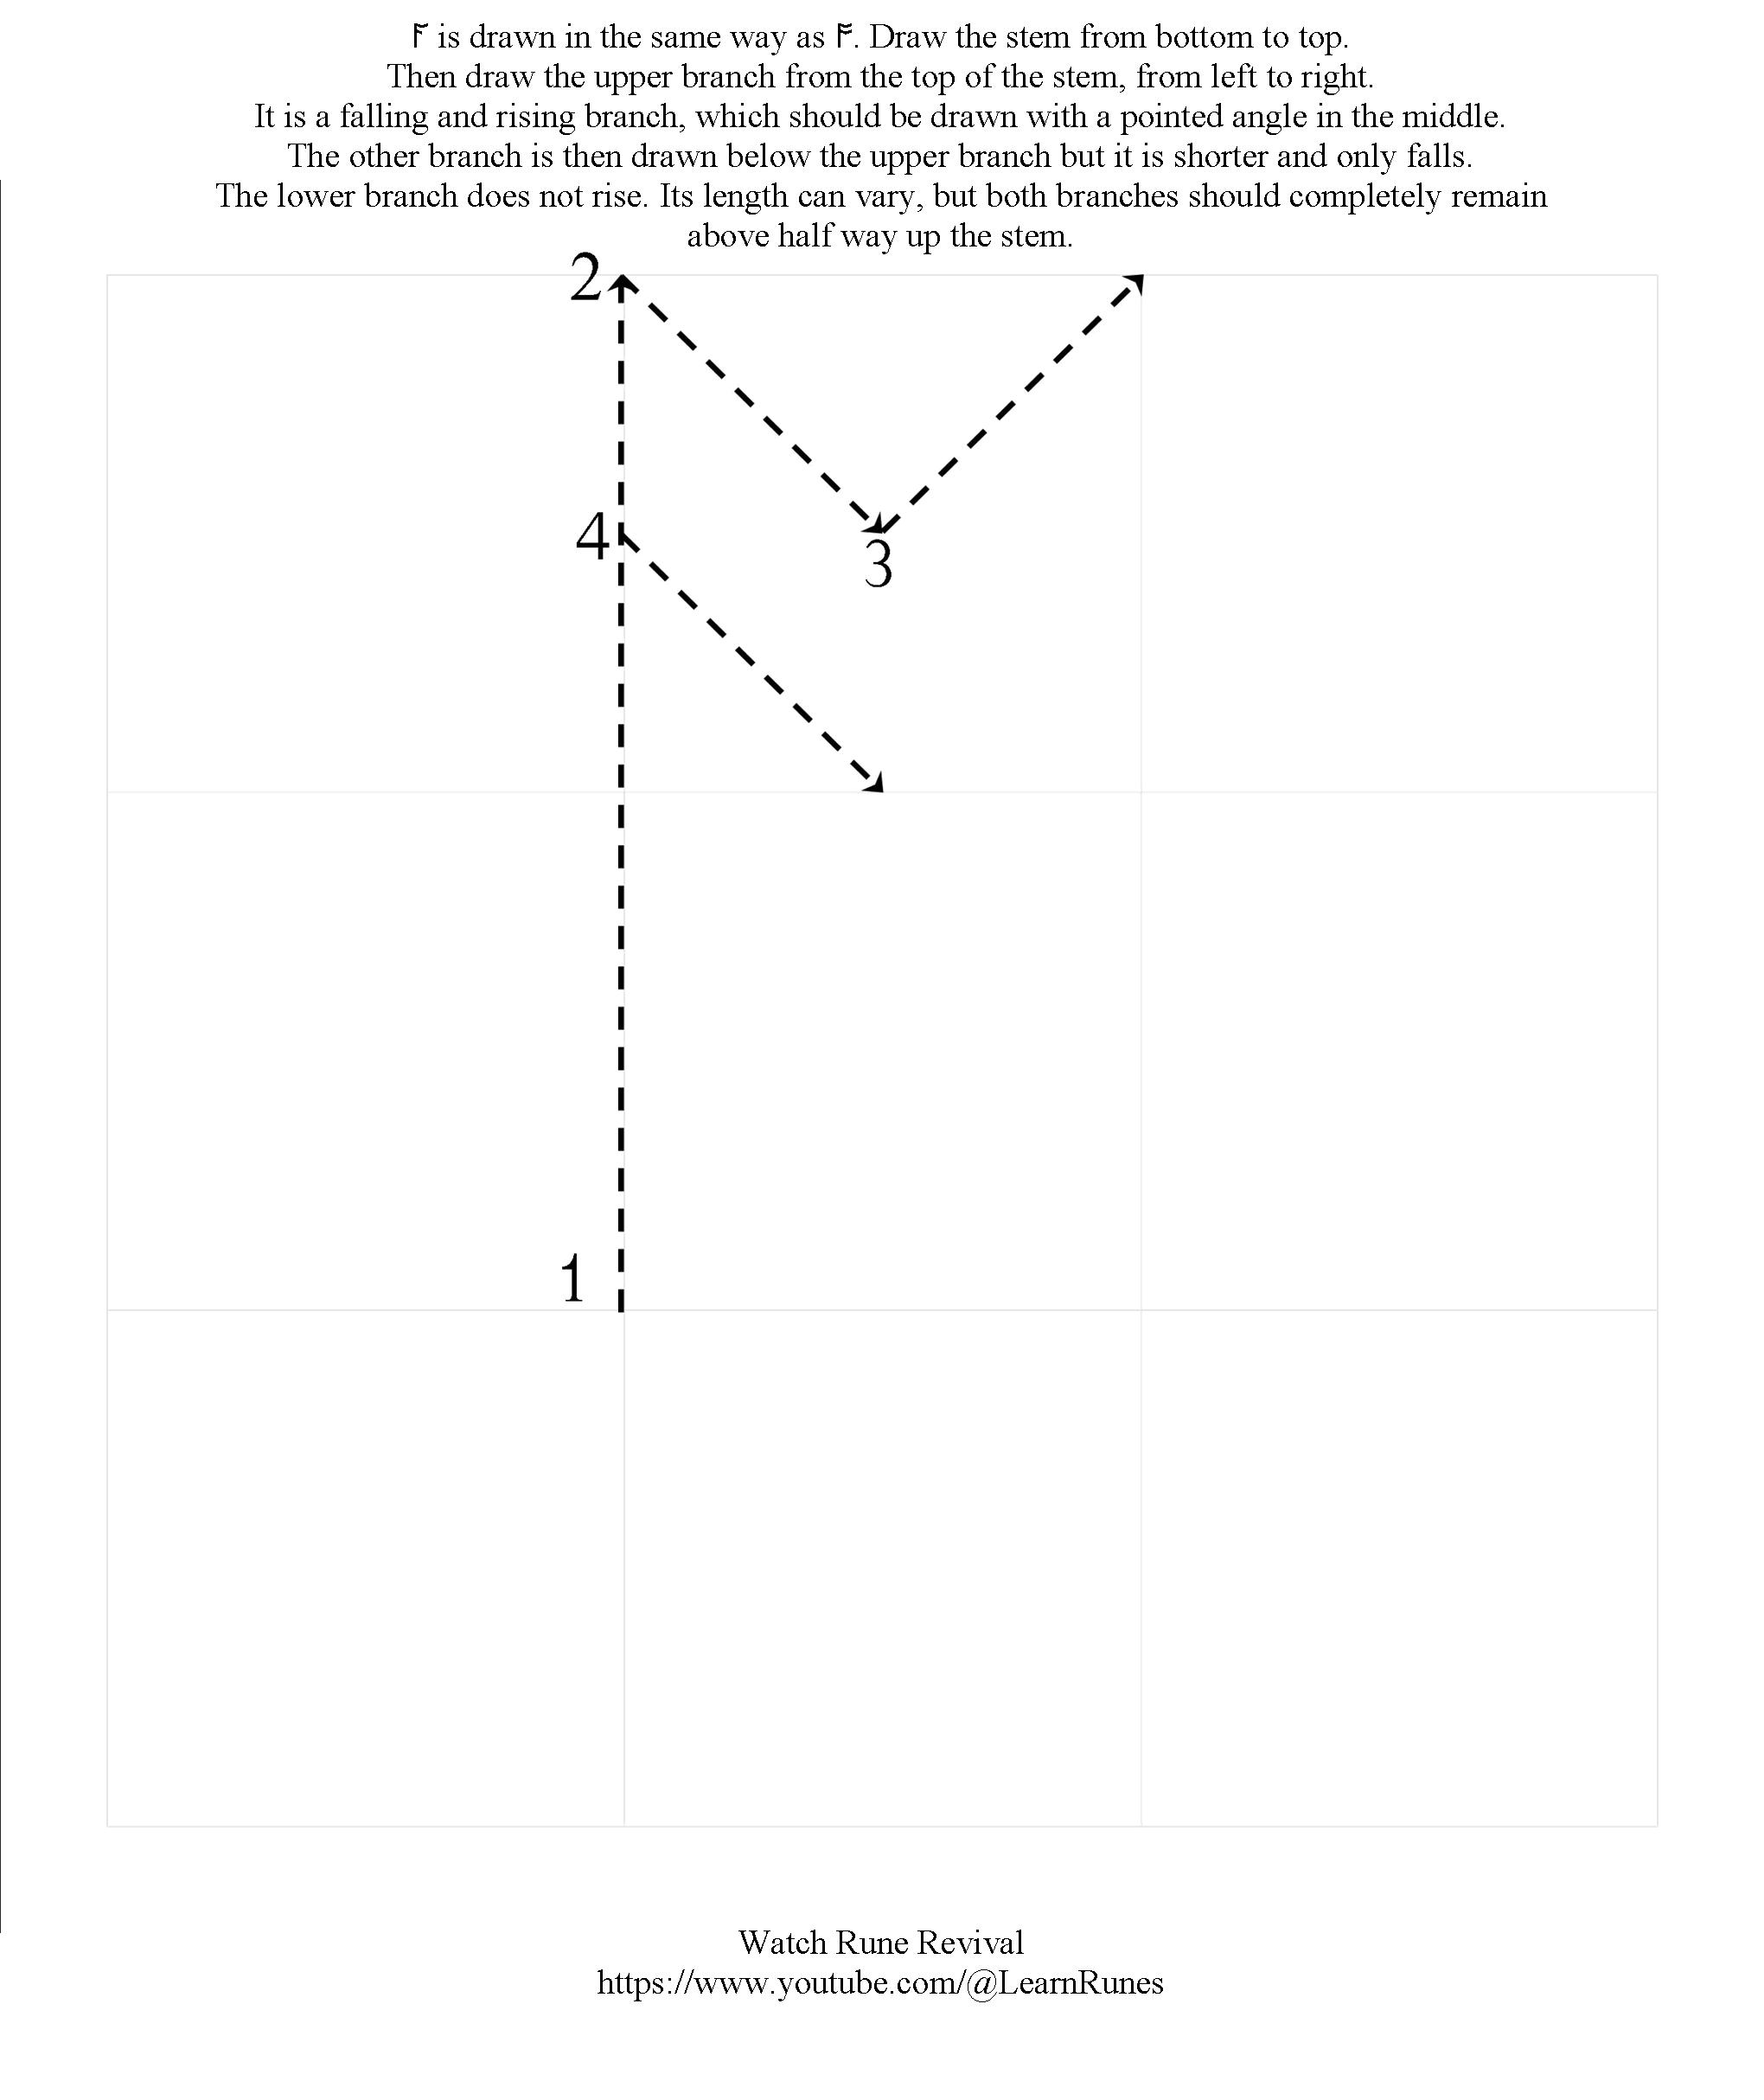 ᚪ is drawn in the same way as ᚩ. Draw the stem from bottom to top.
Then draw the upper branch from the top of the stem, from left to right.
It is a falling and rising branch, which should be drawn with a pointed angle in the middle.
The other branch is then drawn below the upper branch but it is shorter and only falls.
The lower branch does not rise. Its length can vary, but both branches should completely remain
above half way up the stem.
2
4
3
1
Watch Rune Revival
https://www.youtube.com/@LearnRunes